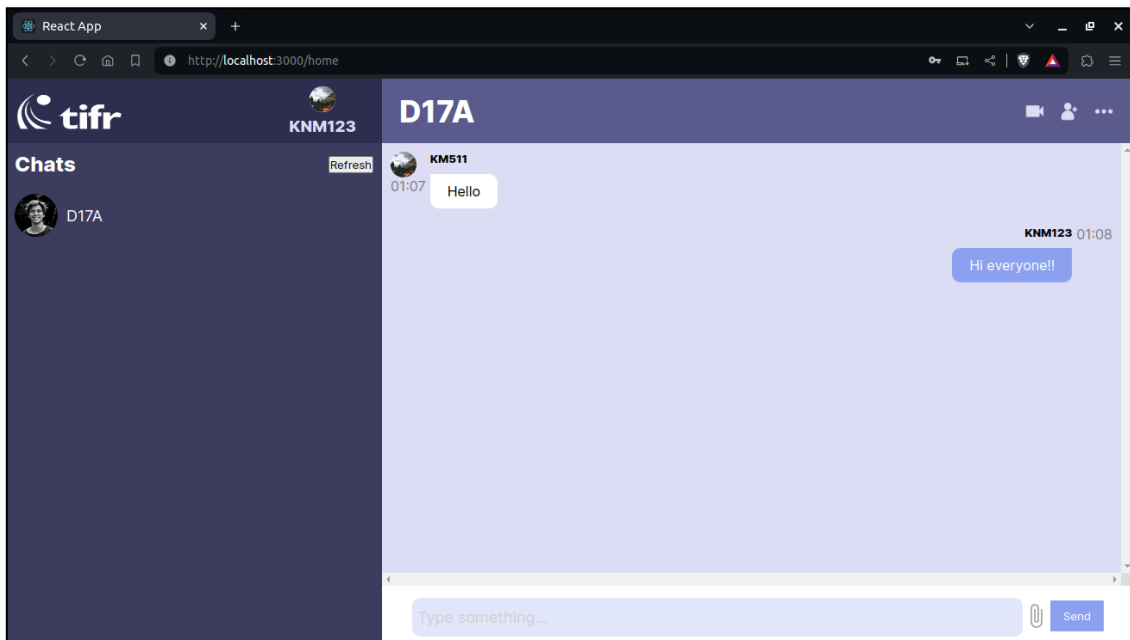 React App
http://localhost:3000/home
tifr
KNM123
D17A
Chats
Refresh
D17A
KM511
01:07
Hello
KNM123 01:08
Hi everyone!!
Type something...
Send